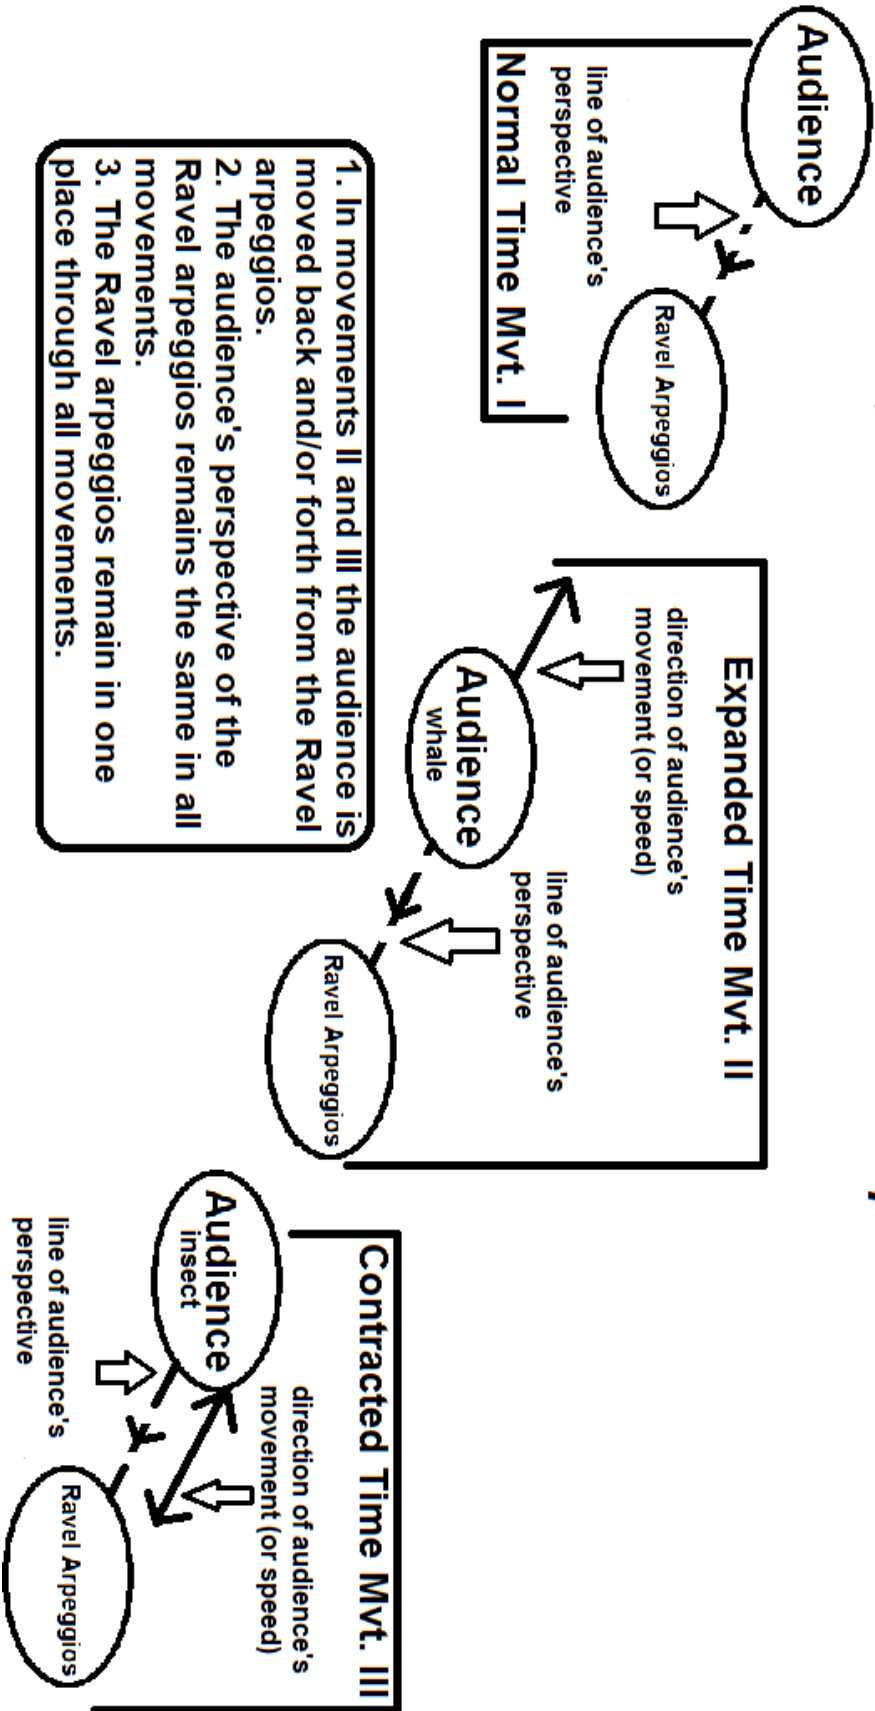 Audience
line of audience's
perspective
Ravel Arpeggios
Normal Time Mvt. I
Expanded Time Mvt. II
direction of audience's
movement (or speed)
Audience
whale
line of audience's
perspective
Ravel Arpeggios
1. In movements II and III the audience is
moved back and/or forth from the Ravel
arpeggios.
2. The audience's perspective of the
Ravel arpeggios remains the same in all
movements.
3. The Ravel arpeggios remain in one
place through all movements.
Contracted Time Mvt. III
direction of audience's
movement (or speed)
Audience
insect
line of audience's
perspective
Ravel Arpeggios